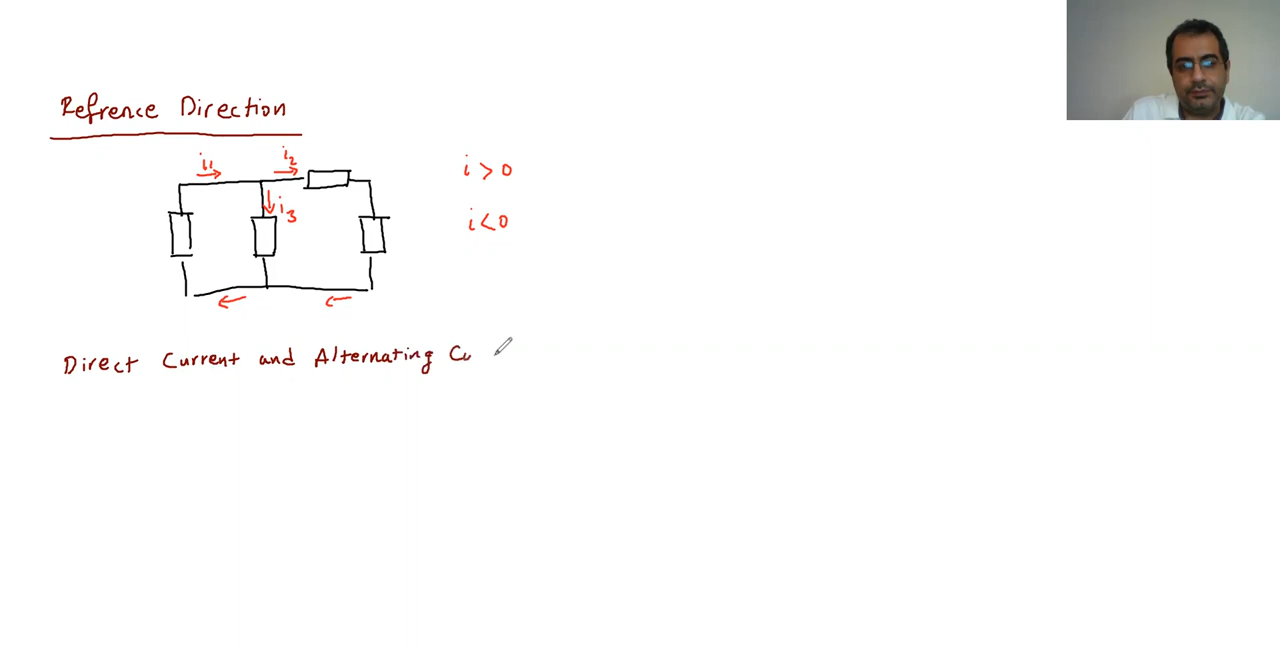 Refrence Direction
i1 i2
i > 0
i3
i < 0
Direct Current and Alternating Cu